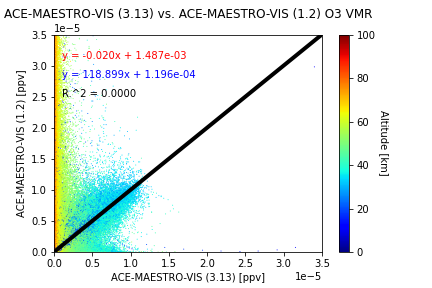 ACE-MAESTRO-VIS (3.13) vs. ACE-MAESTRO-VIS (1.2) O3 VMR
1e−5
y = -0.020x + 1.487e-03
y = 118.899x + 1.196e-04
R.^2 = 0.0000
ACE-MAESTRO-VIS (1.2) [ppv]
3.5
3.0
2.5
2.0
1.5
1.0
0.5
0.0
0.0 0.5 1.0 1.5 2.0 2.5 3.0 3.5
1e−5
ACE-MAESTRO-VIS (3.13) [ppv]
100
80
60
40
20
0
Altitude [km]